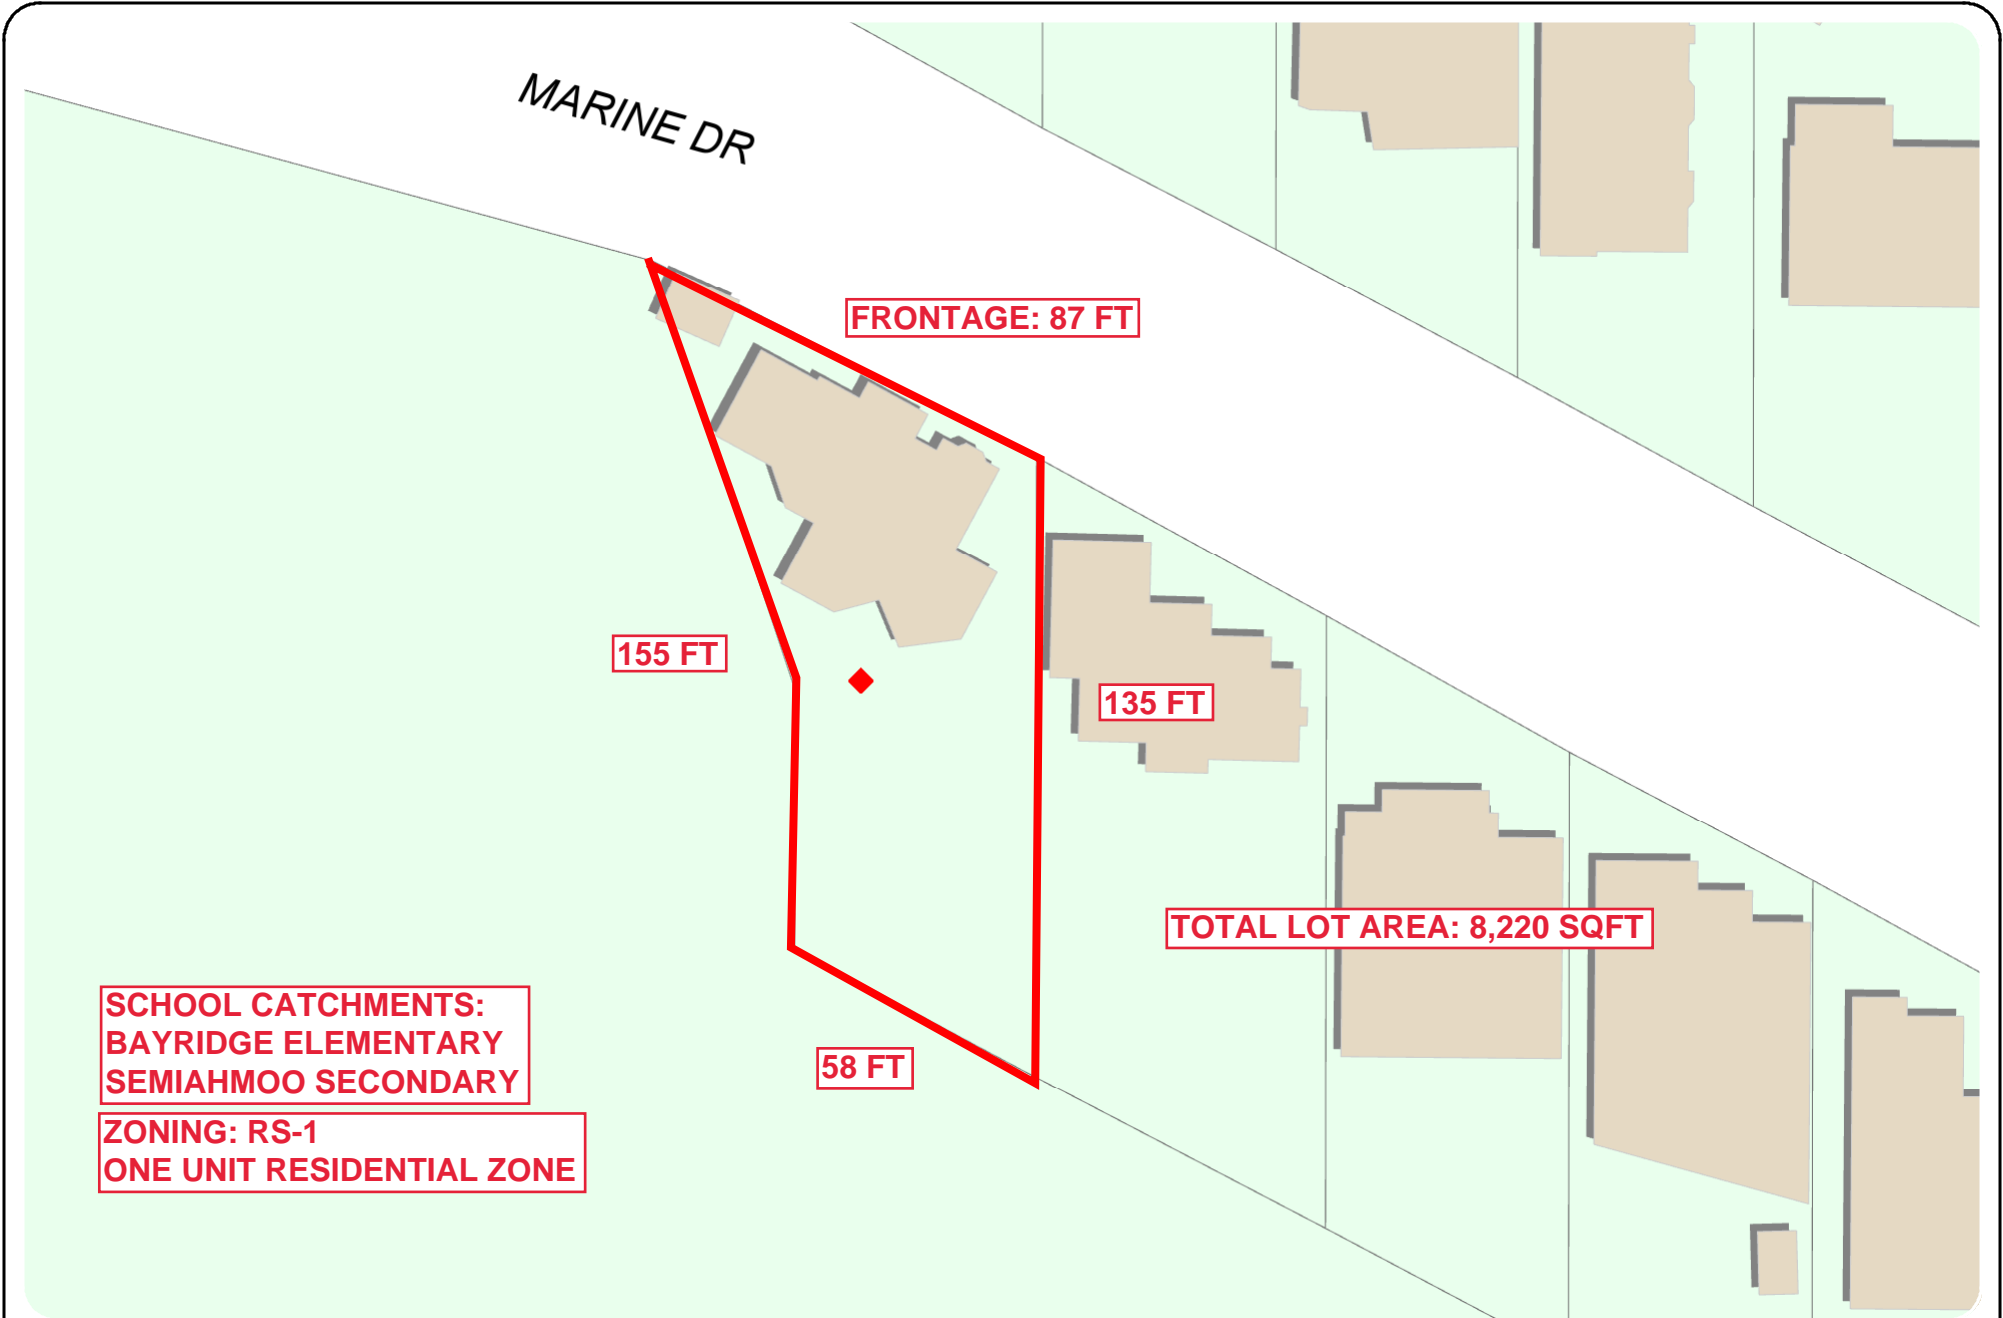 MARINE DR
FRONTAGE: 87 FT
155 FT
135 FT
TOTAL LOT AREA: 8,220 SQFT
SCHOOL CATCHMENTS:
BAYRIDGE ELEMENTARY
SEMIAHMOO SECONDARY
58 FT
ZONING: RS-1
ONE UNIT RESIDENTIAL ZONE